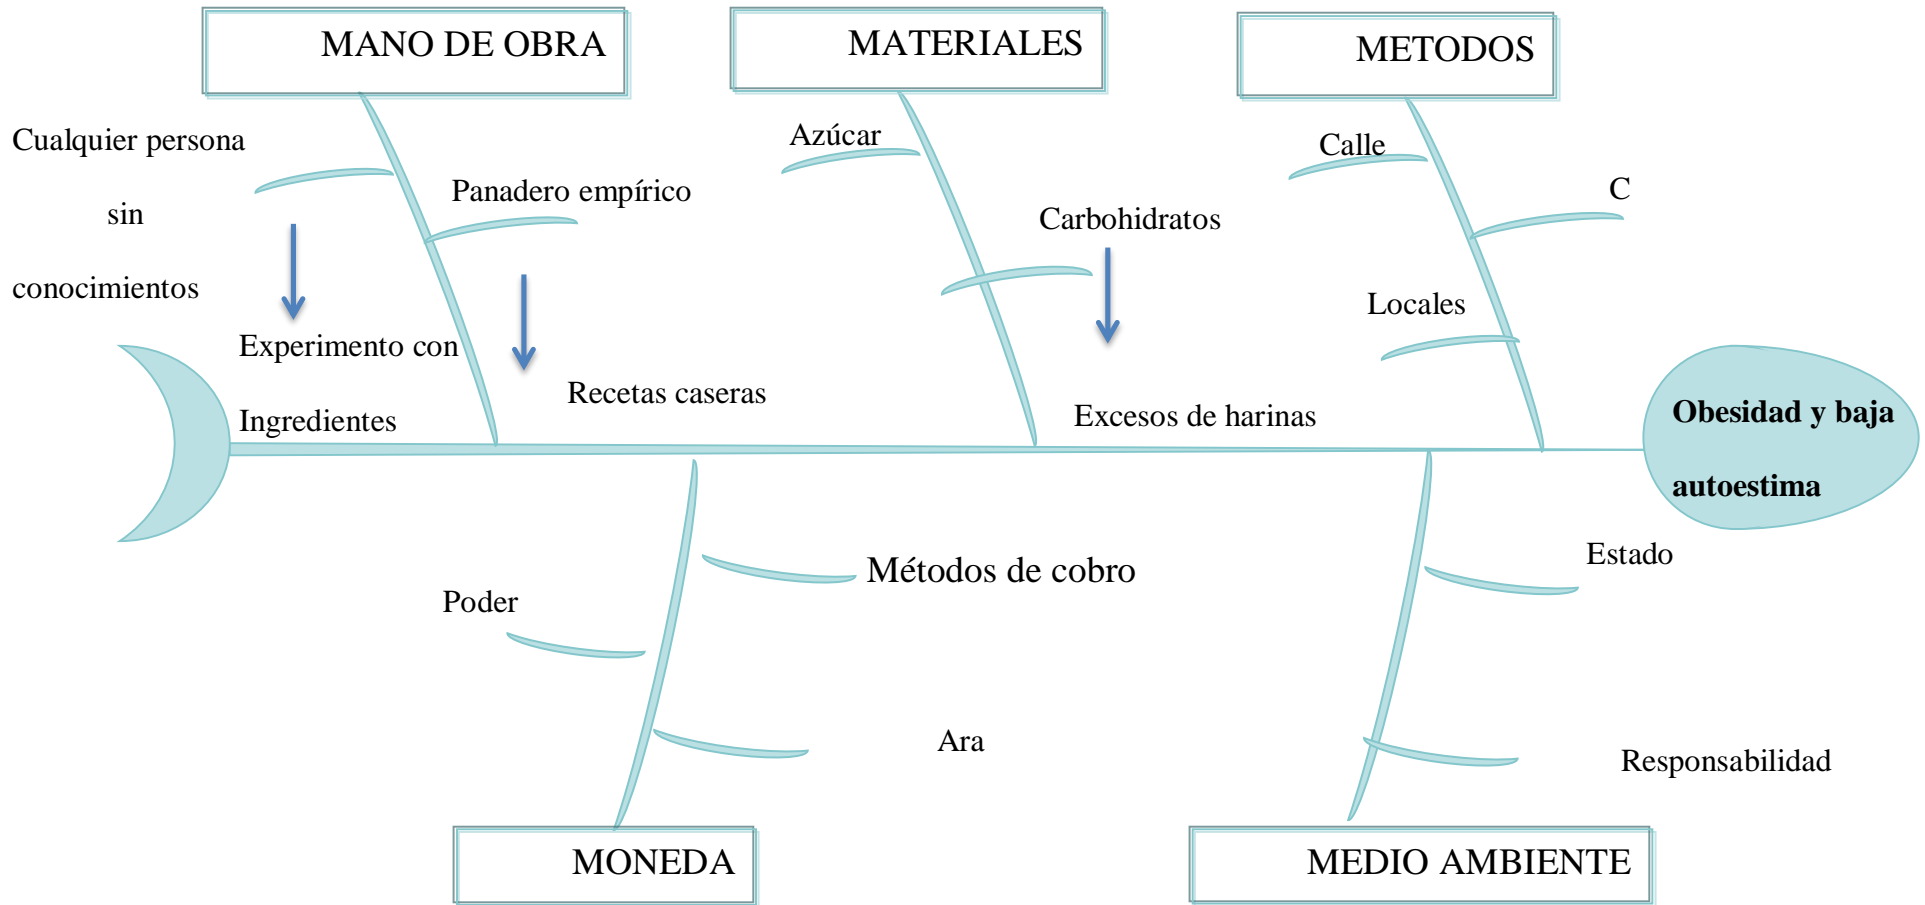 MANO DE OBRA
MATERIALES
METODOS
Cualquier persona
sin
conocimientos
Panadero empírico
Experimento con
Ingredientes
Recetas caseras
Azúcar
Carbohidratos
Excesos de harinas
Calle
C
Locales
Obesidad y baja
autoestima
Métodos de cobro
Poder
Ara
Estado
Responsabilidad
MONEDA
MEDIO AMBIENTE